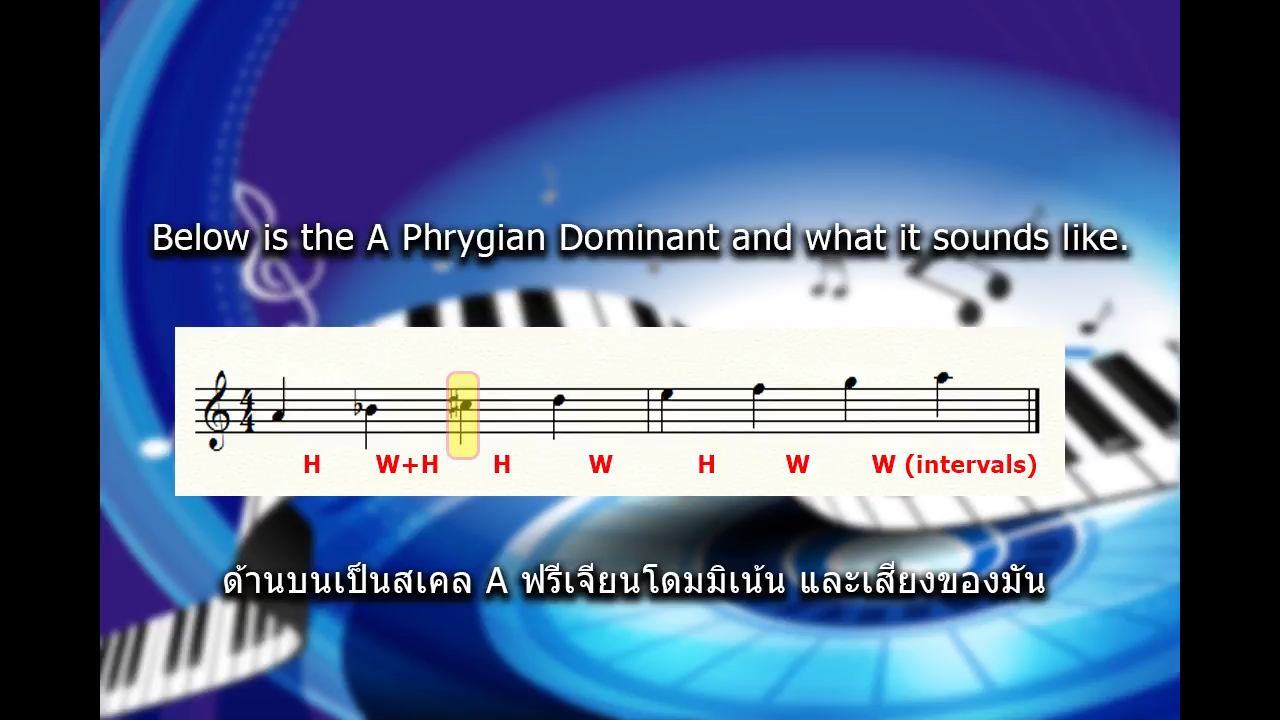 Below is the A Phrygian Dominant and what it sounds like.
4
4
H W+H H W H W W (intervals)
ด้านบนเป็นสเคล A ฟรีเจียนโดมมิเน้น และเสียงของมัน